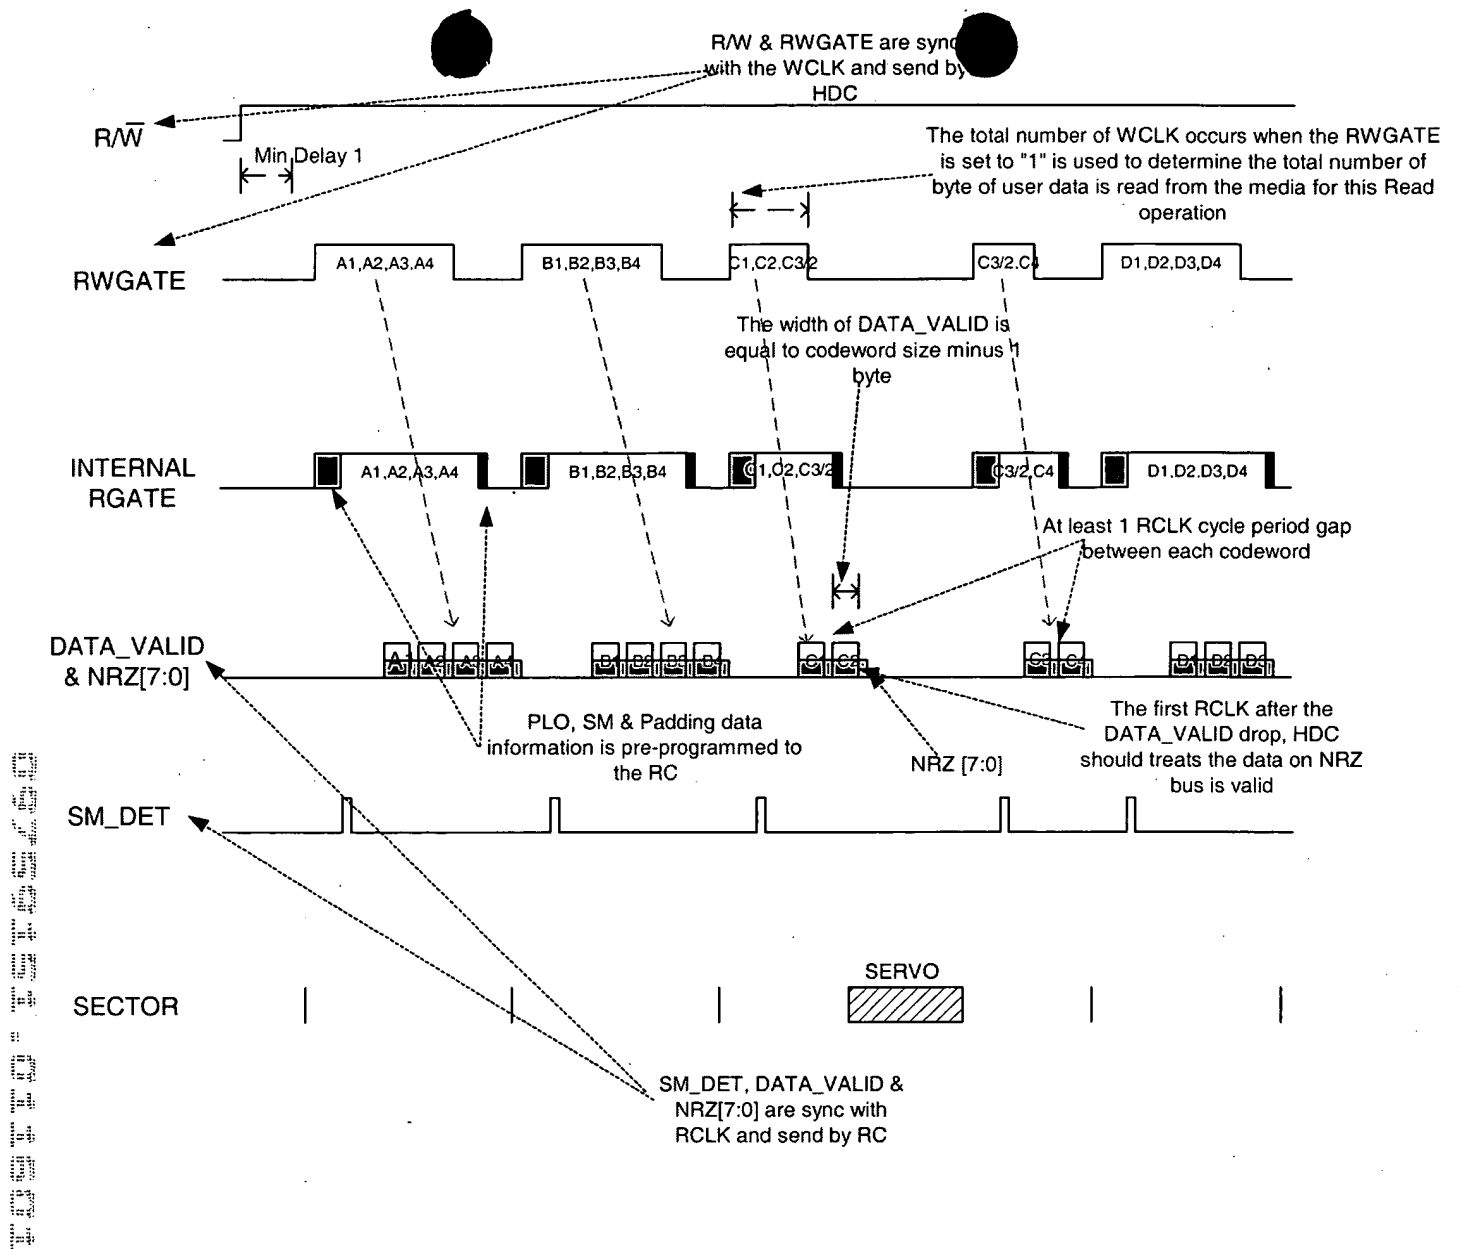 R/W & RWGATE are sync
with the WCLK and send by
HDC
R/W
Min Delay 1
The total number of WCLK occurs when the RWGATE
is set to "1" is used to determine the total number of
byte of user data is read from the media for this Read
operation
RWGATE
A1,A2,A3,A4
B1,B2,B3,B4
C1,C2,C3/2
C3/2,C4
D1,D2,D3,D4
The width of DATA_VALID is
equal to codeword size minus 1
byte
INTERNAL
RGATE
A1,A2,A3,A4
B1,B2,B3,B4
C1,C2,C3/2
C3/2,C4
D1,D2,D3,D4
At least 1 RCLK cycle period gap
between each codeword
DATA_VALID
& NRZ[7:0]
PLO, SM & Padding data
information is pre-programmed to
the RC
NRZ [7:0]
The first RCLK after the
DATA_VALID drop, HDC
should treats the data on NRZ
bus is valid
SM_DET
SERVO
SECTOR
SM_DET, DATA_VALID &
NRZ[7:0] are sync with
RCLK and send by RC